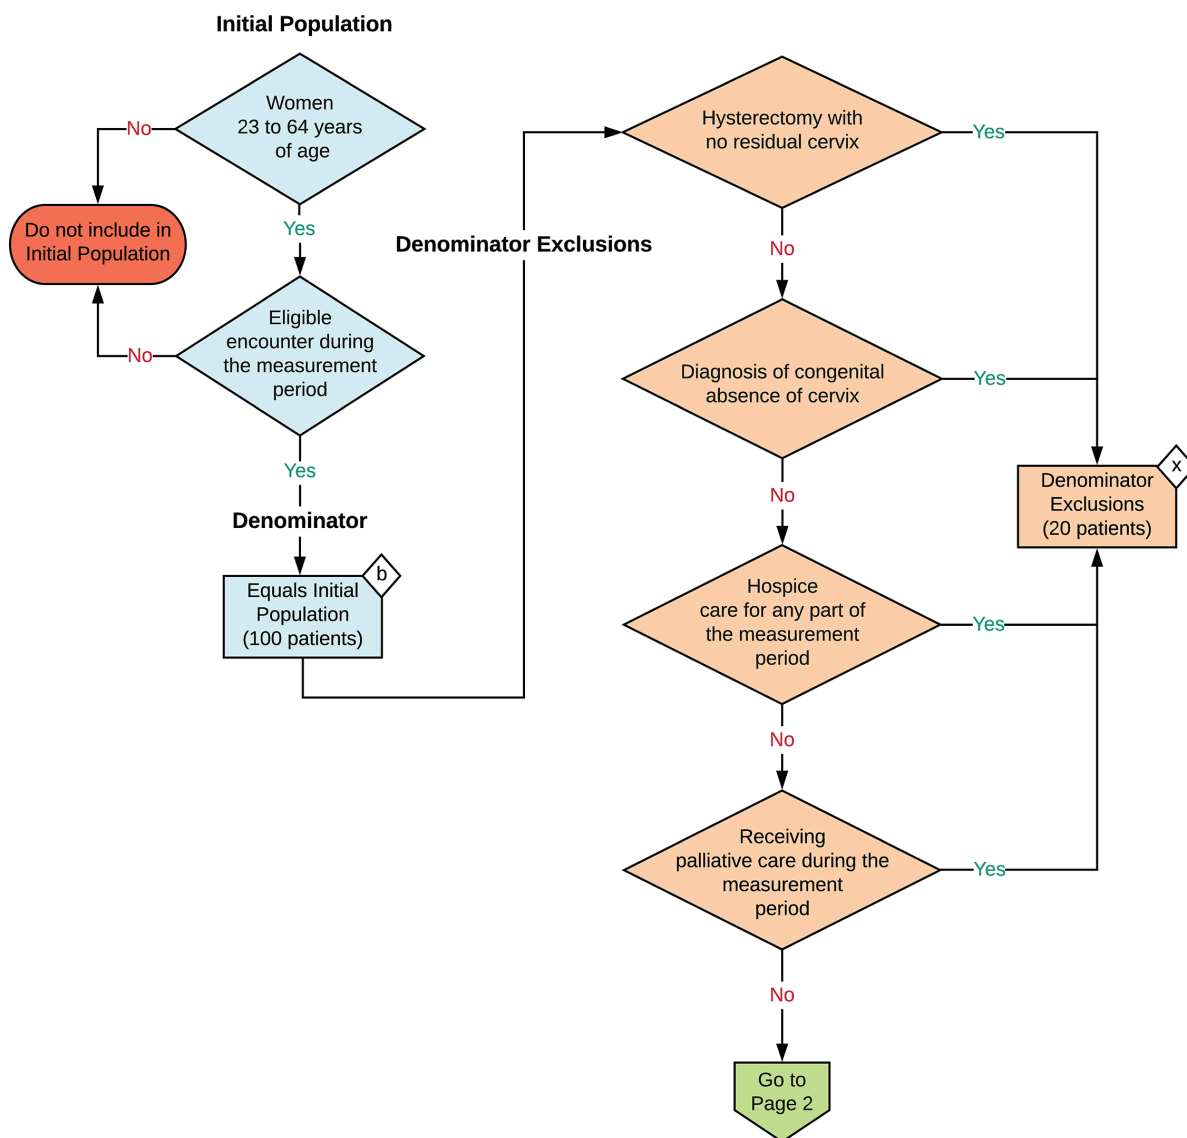 Initial Population
Women
23 to 64 years
of age
No
Do not include in
Initial Population
Yes
Eligible
encounter during
the measurement
period
No
Yes
Denominator
b
Equals Initial
Population
(100 patients)
Denominator Exclusions
Hysterectomy with
no residual cervix
Yes
No
Diagnosis of congenital
absence of cervix
Yes
No
x
Denominator
Exclusions
(20 patients)
Hospice
care for any part of
the measurement
period
Yes
No
Receiving
palliative care during the
measurement
period
Yes
No
Go to
Page 2